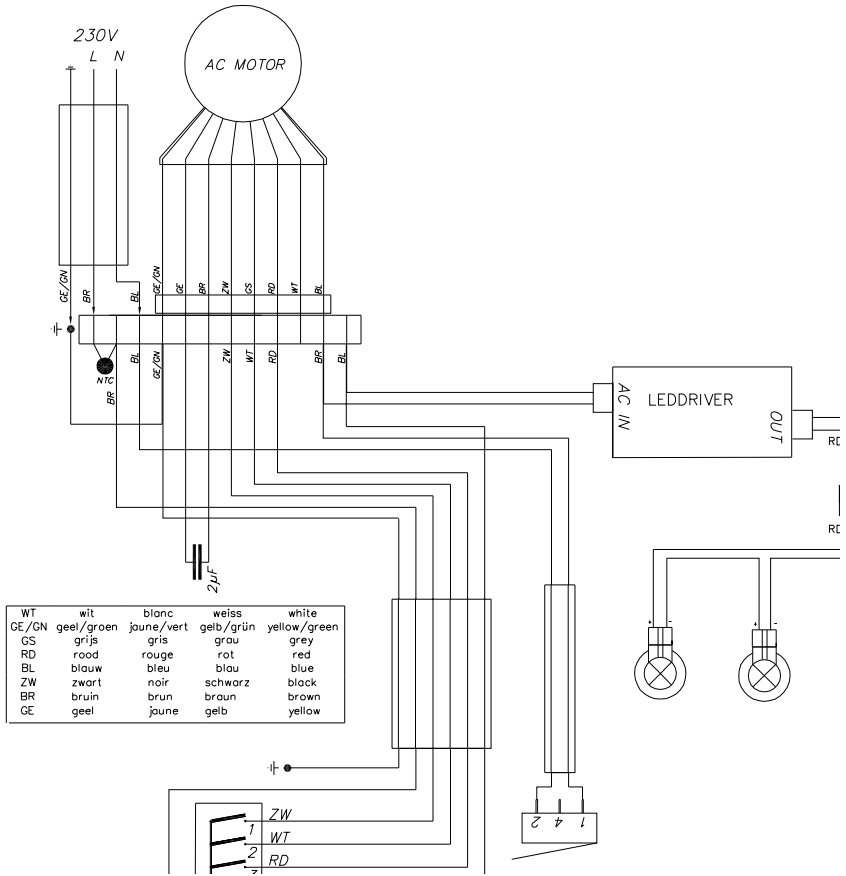 230V
L N
AC MOTOR
GE/GN
BR
BL
GE/GN
GE
BR
ZW
GS
RD
WT
BL
NTC
BR
BL
GE/GN
ZW
WT
RD
BR
BL
AC IN
LEDDRIVER
OUT
RD
RD
2µF
+ -
+ -
WT wit blanc weiss white
GE/GN geel/groen jaune/vert gelb/grün yellow/green
GS grijs gris grau grey
RD rood rouge rot red
BL blauw bleu blau blue
ZW zwart noir schwarz black
BR bruin brun braun brown
GE geel jaune gelb yellow
ZW
1
WT
2
RD
3
2 4 1